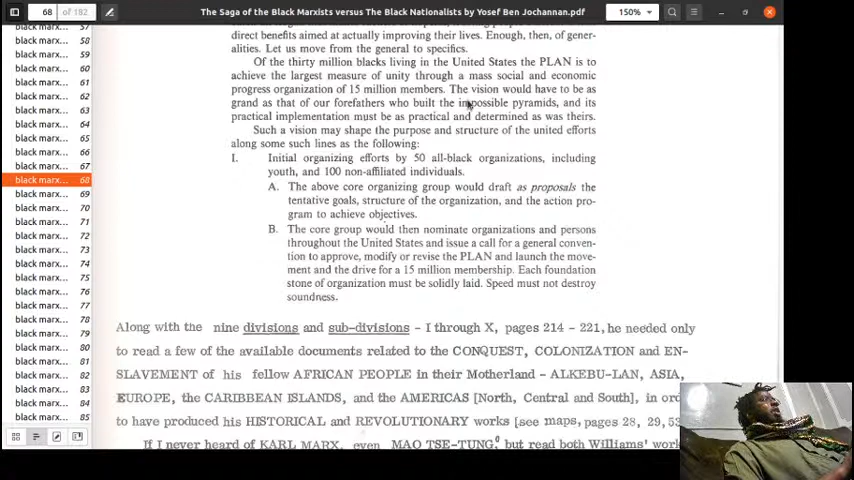 68 of 182
The Saga of the Black Marxists versus The Black Nationalists by Yosef Ben Jochannan.pdf
150%
black marx... 57
black marx... 58
black marx... 59
black marx... 60
black marx... 61
black marx... 62
black marx... 63
black marx... 64
black marx... 65
black marx... 66
black marx... 67
black marx... 68
black marx... 69
black marx... 70
black marx... 71
black marx... 72
black marx... 73
black marx... 74
black marx... 75
black marx... 76
black marx... 77
black marx... 78
black marx... 79
black marx... 80
black marx... 81
black marx... 82
black marx... 83
black marx... 84
black marx... 85
direct benefits aimed at actually improving their lives. Enough, then, of gener-
alities. Let us move from the general to specifics.
Of the thirty million blacks living in the United States the PLAN is to
achieve the largest measure of unity through a mass social and economic
progress organization of 15 million members. The vision would have to be as
grand as that of our forefathers who built the impossible pyramids, and its
practical implementation must be as practical and determined as was theirs.
Such a vision may shape the purpose and structure of the united efforts
along some such lines as the following:
I. Initial organizing efforts by 50 all-black organizations, including
youth, and 100 non-affiliated individuals.
A. The above core organizing group would draft as proposals the
tentative goals, structure of the organization, and the action pro-
gram to achieve objectives.
B. The core group would then nominate organizations and persons
throughout the United States and issue a call for a general conven-
tion to approve, modify or revise the PLAN and launch the move-
ment and the drive for a 15 million membership. Each foundation
stone of organization must be solidly laid. Speed must not destroy
soundness.
Along with the nine divisions and sub-divisions - I through X, pages 214 - 221, he needed only
to read a few of the available documents related to the CONQUEST, COLONIZATION and EN-
SLAVEMENT of his fellow AFRICAN PEOPLE in their Motherland - ALKEBU-LAN, ASIA,
EUROPE, the CARIBBEAN ISLANDS, and the AMERICAS [North, Central and South], in ord
to have produced his HISTORICAL and REVOLUTIONARY works [see maps, pages 28, 29, 53
If I never heard of KARL MARX, even MAO TSE-TUNG, but read both Williams' work